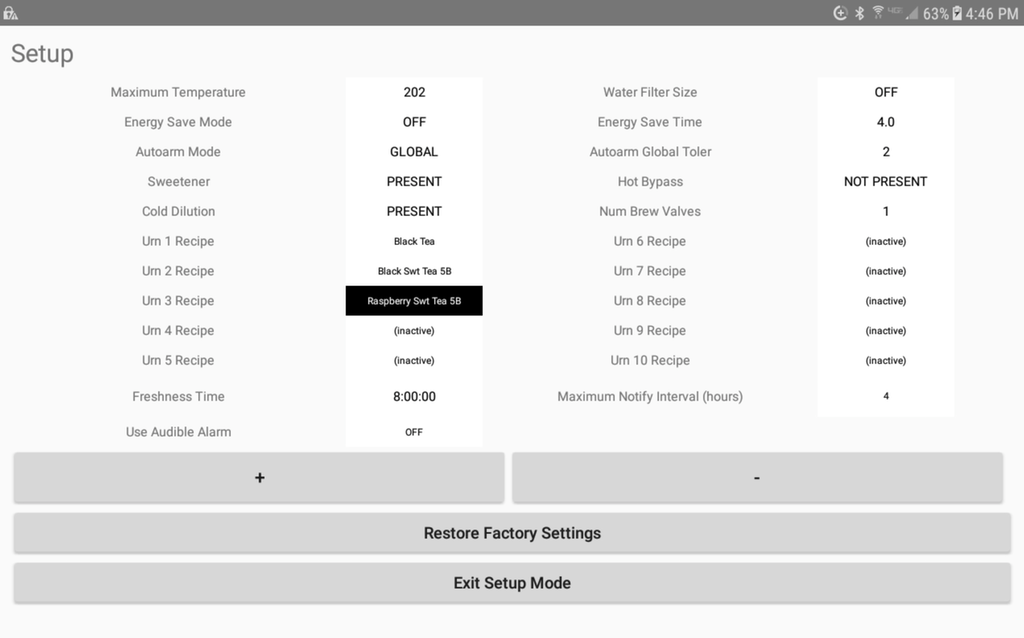 63% 4:46 PM
Setup
Maximum Temperature 202 Water Filter Size OFF
Energy Save Mode OFF Energy Save Time 4.0
Autoarm Mode GLOBAL Autoarm Global Toler 2
Sweetener PRESENT Hot Bypass NOT PRESENT
Cold Dilution PRESENT Num Brew Valves 1
Urn 1 Recipe Black Tea Urn 6 Recipe (inactive)
Urn 2 Recipe Black Swt Tea 5B Urn 7 Recipe (inactive)
Urn 3 Recipe Raspberry Swt Tea 5B Urn 8 Recipe (inactive)
Urn 4 Recipe (inactive) Urn 9 Recipe (inactive)
Urn 5 Recipe (inactive) Urn 10 Recipe (inactive)
Freshness Time 8:00:00 Maximum Notify Interval (hours) 4
Use Audible Alarm OFF
+ -
Restore Factory Settings
Exit Setup Mode